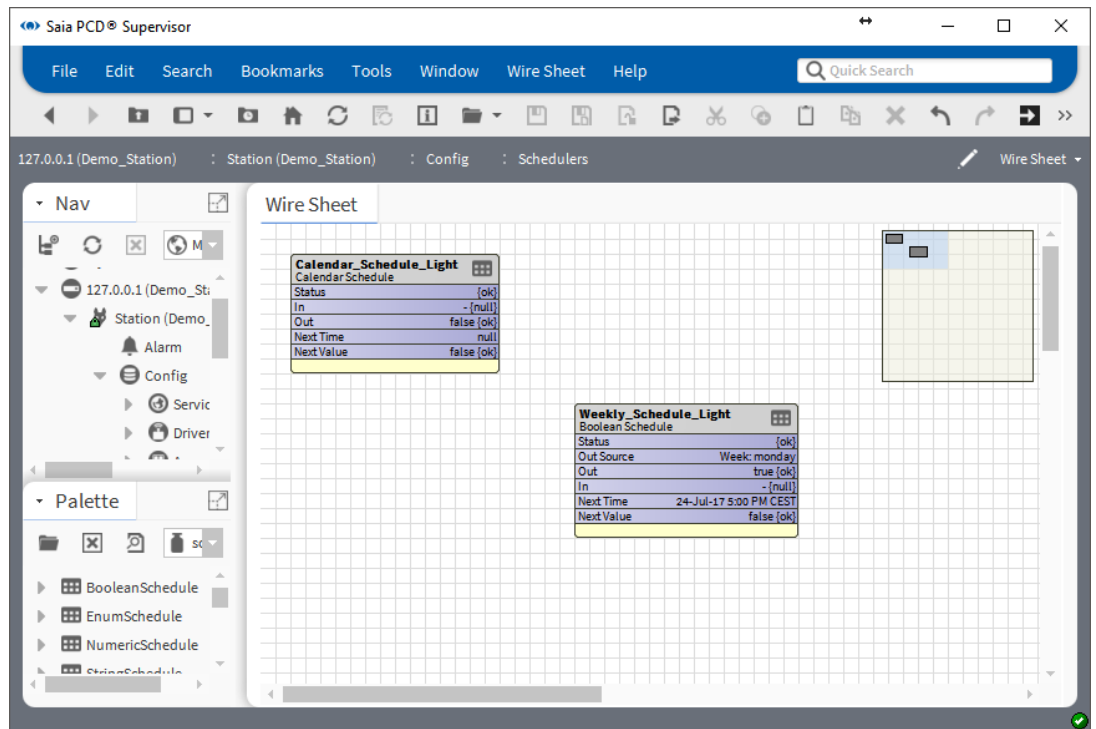 Saia PCD® Supervisor
File Edit Search Bookmarks Tools Window Wire Sheet Help
Quick Search
127.0.0.1 (Demo_Station) : Station (Demo_Station) : Config : Schedulers
Wire Sheet
Nav
M
127.0.0.1 (Demo_St
Station (Demo_
Alarm
Config
Servic
Driver
Palette
sc
BooleanSchedule
EnumSchedule
NumericSchedule
StringSchedule
Wire Sheet
Calendar_Schedule_Light
Calendar Schedule
Status {ok}
In - {null}
Out false {ok}
Next Time null
Next Value false {ok}
Weekly_Schedule_Light
Boolean Schedule
Status {ok}
Out Source Week: monday
Out true {ok}
In - {null}
Next Time 24-Jul-17 5:00 PM CEST
Next Value false {ok}